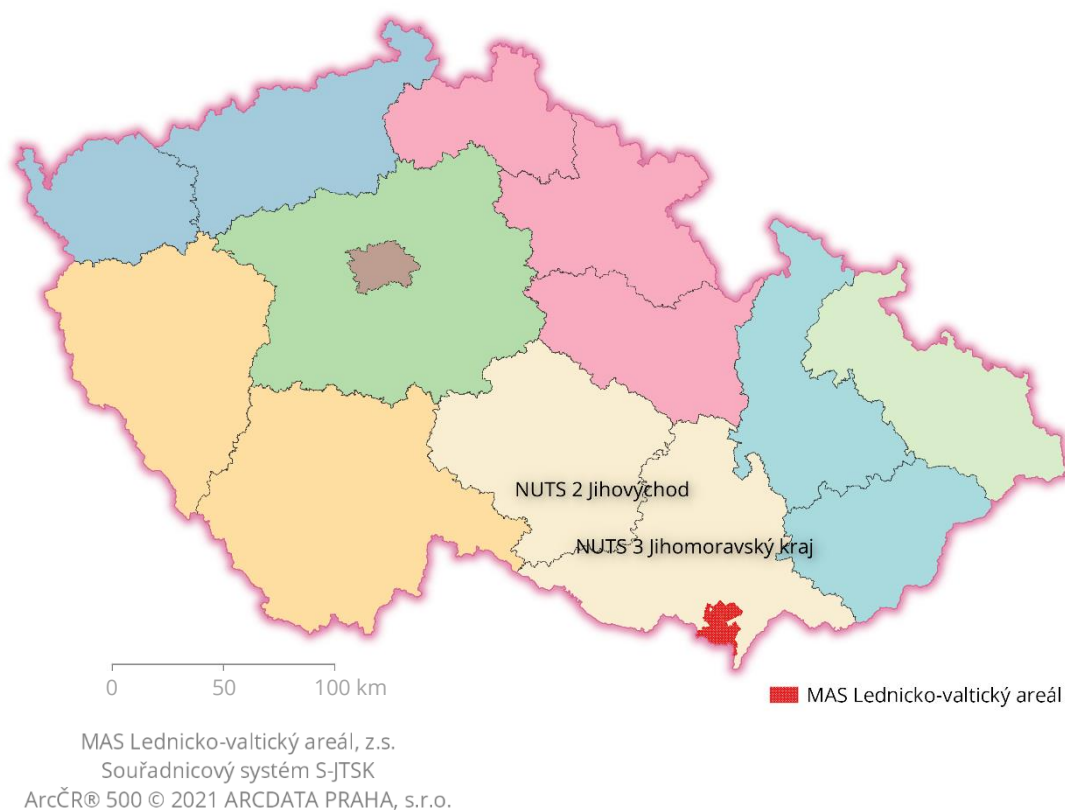 NUTS 2 Jihovýchod
NUTS 3 Jihomoravský kraj
0 50 100 km
MAS Lednicko-valtický areál
MAS Lednicko-valtický areál, z.s.
Souřadnicový systém S-JTSK
ArcČR® 500 © 2021 ARCDATA PRAHA, s.r.o.